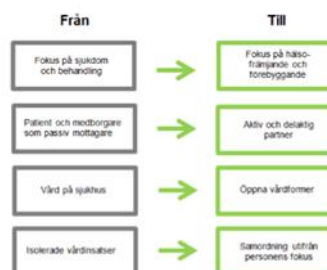 Från
Till
Fokus på sjukdom
och behandling
Fokus på hälso-
främjande och
förebyggande
Patient och medborgare
som passiv mottagare
Aktiv och delaktig
partner
Vård på sjukhus
Öppna vårdformer
Isolerade vårdinsatser
Samordning utifrån
personens fokus